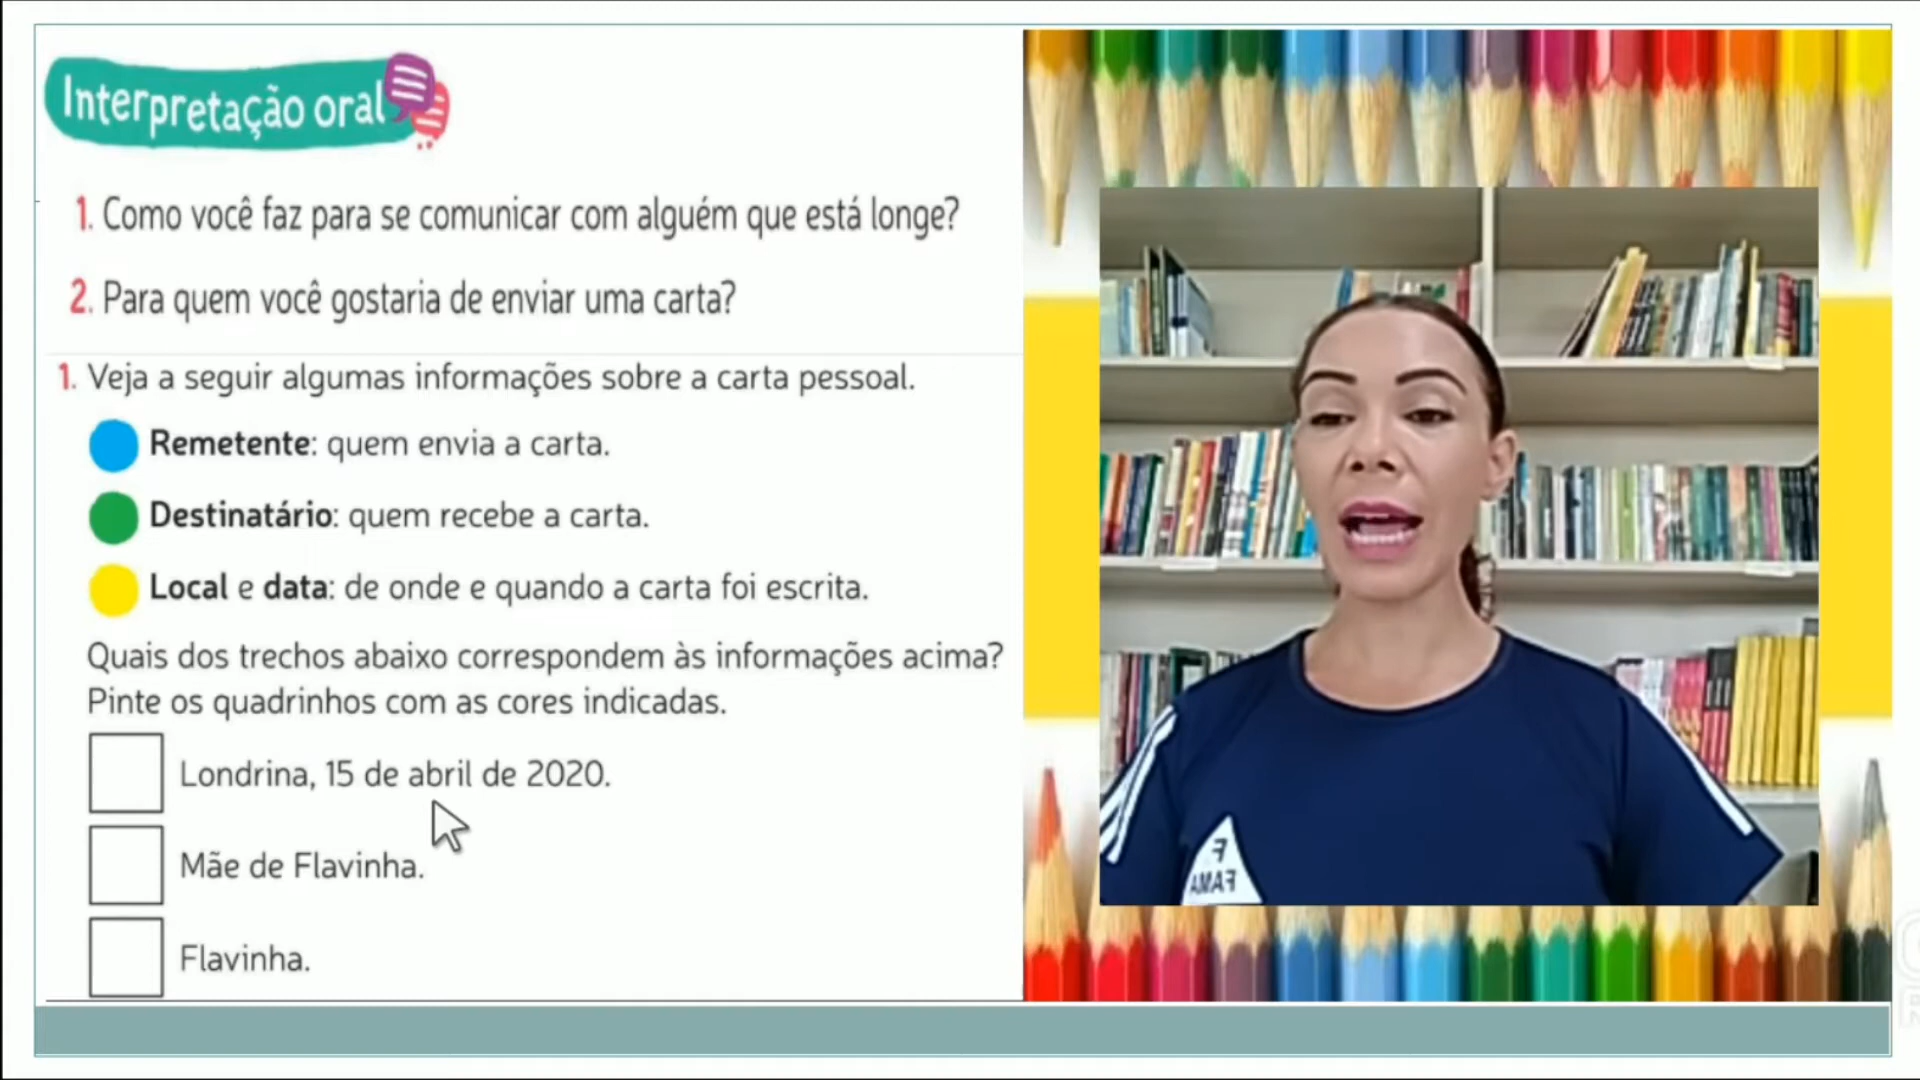 Interpretação oral
1. Como você faz para se comunicar com alguém que está longe?
2. Para quem você gostaria de enviar uma carta?
1. Veja a seguir algumas informações sobre a carta pessoal.
Remetente: quem envia a carta.
Destinatário: quem recebe a carta.
Local e data: de onde e quando a carta foi escrita.
Quais dos trechos abaixo correspondem às informações acima?
Pinte os quadrinhos com as cores indicadas.
Londrina, 15 de abril de 2020.
Mãe de Flavinha.
Flavinha.
F
FAMA